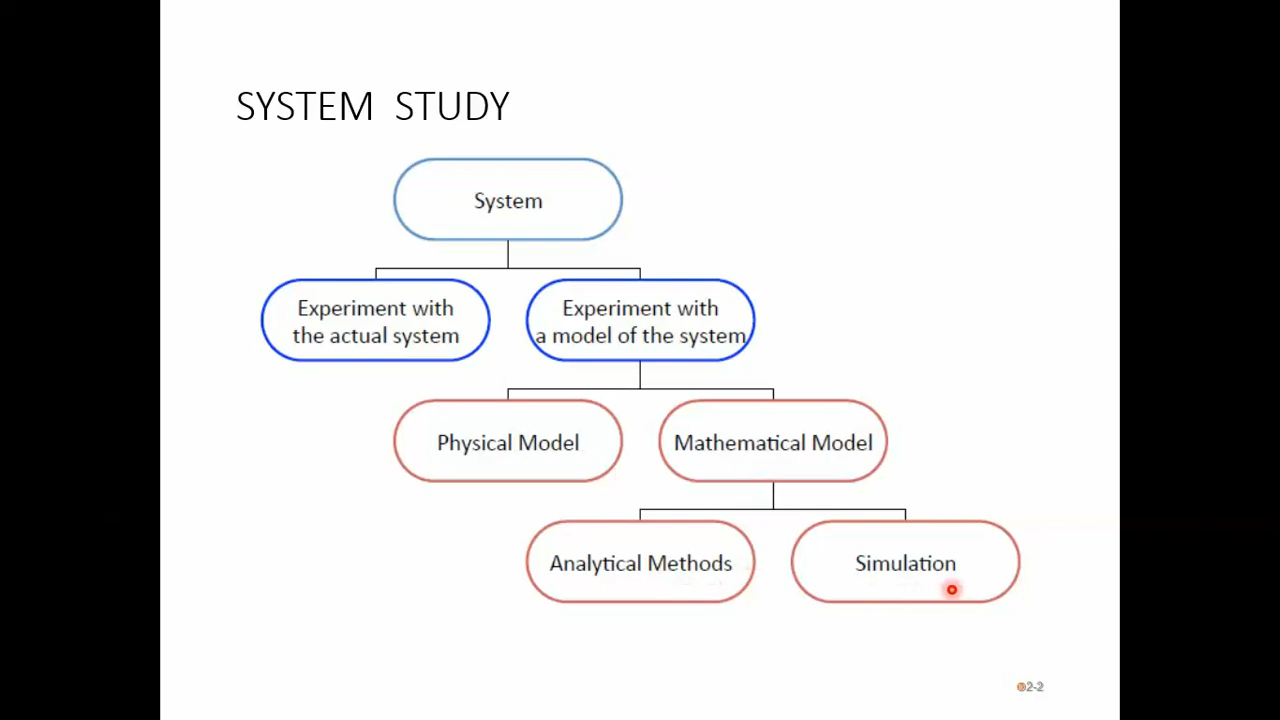 SYSTEM STUDY
System
Experiment with
the actual system
Experiment with
a model of the system
Physical Model
Mathematical Model
Analytical Methods
Simulation
2-2